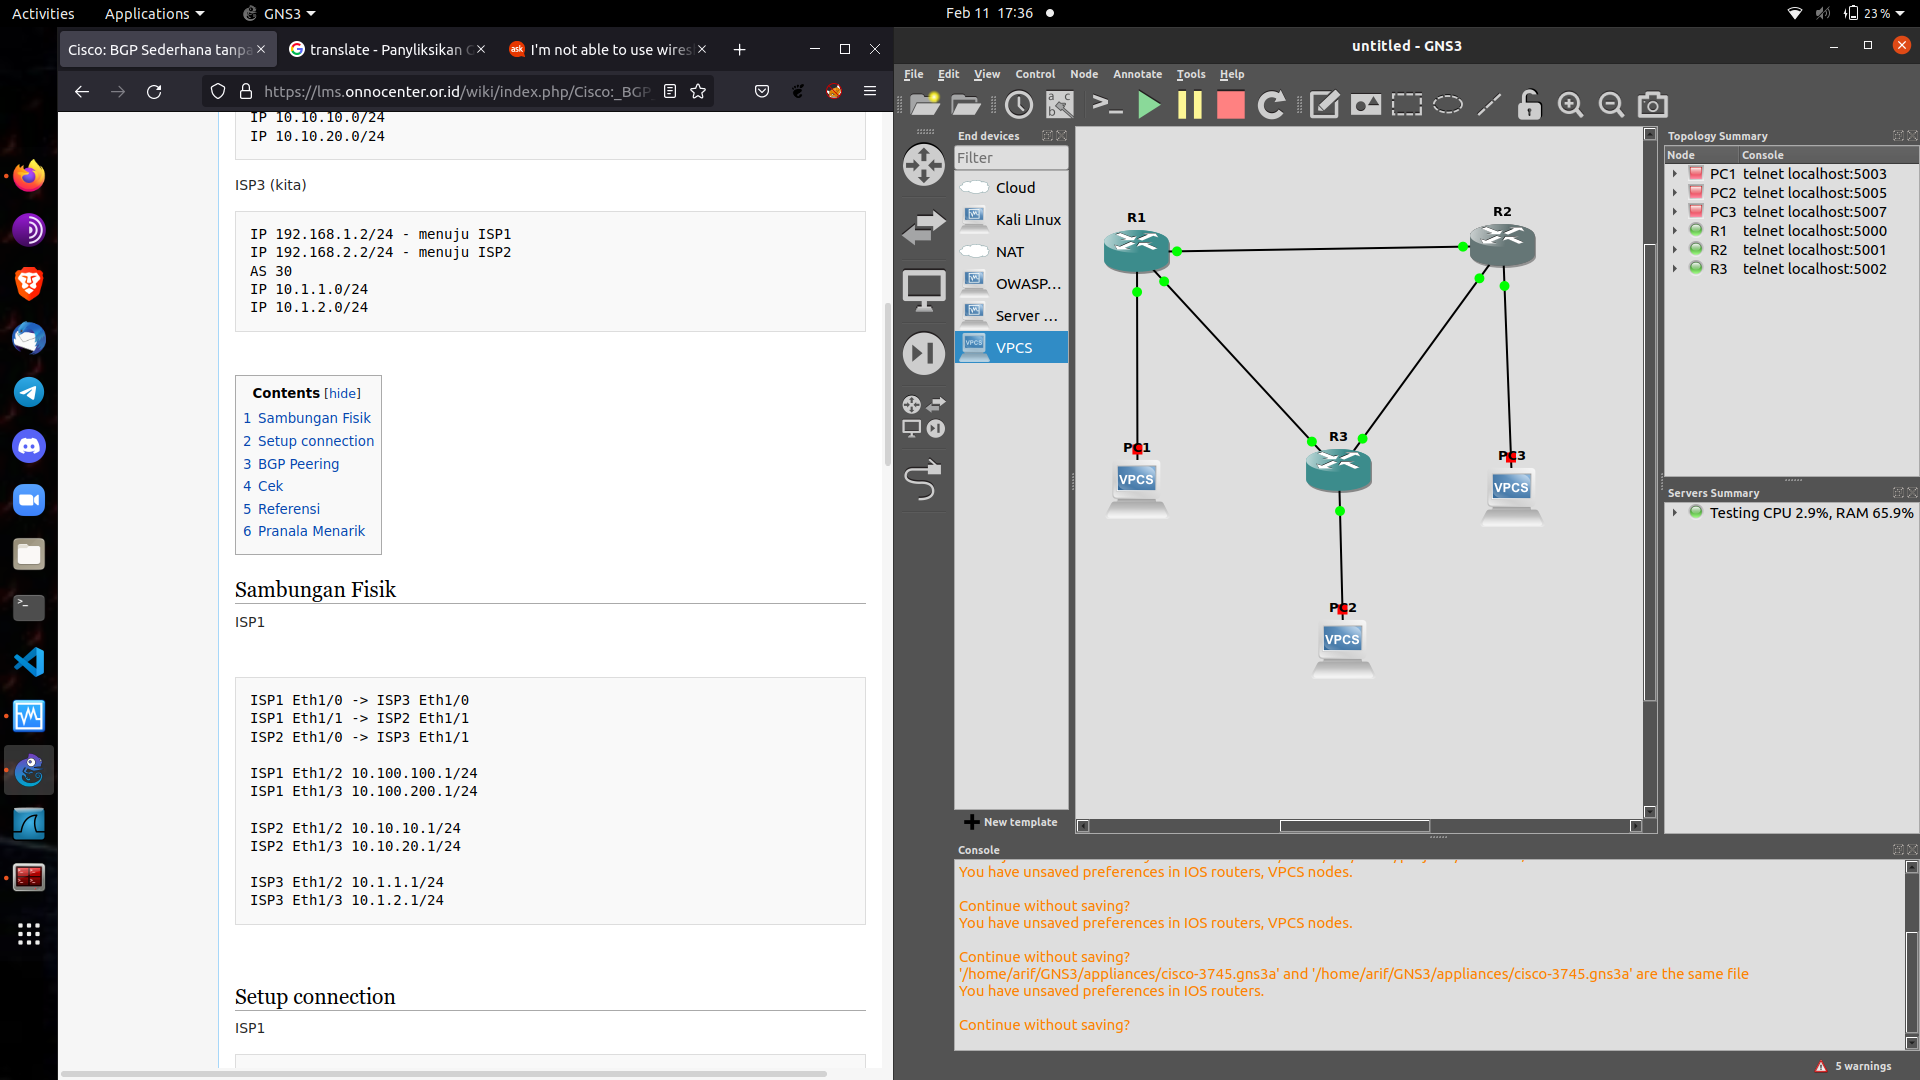 Activities
Applications
GNS3
Feb 11 17:36
23 %
Cisco: BGP Sederhana tanpa
translate - Panyliksikan
ask
I'm not able to use wires
https://lms.onnocenter.or.id/wiki/index.php/Cisco:_BGP_
IP 10.10.10.0/24
IP 10.10.20.0/24
ISP3 (kita)
IP 192.168.1.2/24 - menuju ISP1
IP 192.168.2.2/24 - menuju ISP2
AS 30
IP 10.1.1.0/24
IP 10.1.2.0/24
Contents [hide]
1 Sambungan Fisik
2 Setup connection
3 BGP Peering
4 Cek
5 Referensi
6 Pranala Menarik
Sambungan Fisik
ISP1
ISP1 Eth1/0 -> ISP3 Eth1/0
ISP1 Eth1/1 -> ISP2 Eth1/1
ISP2 Eth1/0 -> ISP3 Eth1/1
ISP1 Eth1/2 10.100.100.1/24
ISP1 Eth1/3 10.100.200.1/24
ISP2 Eth1/2 10.10.10.1/24
ISP2 Eth1/3 10.10.20.1/24
ISP3 Eth1/2 10.1.1.1/24
ISP3 Eth1/3 10.1.2.1/24
Setup connection
ISP1
untitled - GNS3
File Edit View Control Node Annotate Tools Help
End devices
Filter
Cloud
Kali LInux
NAT
OWASP...
Server ...
VPCS
New template
R1
R2
R3
PC1
VPCS
PC3
VPCS
PC2
VPCS
Topology Summary
Node Console
PC1 telnet localhost:5003
PC2 telnet localhost:5005
PC3 telnet localhost:5007
R1 telnet localhost:5000
R2 telnet localhost:5001
R3 telnet localhost:5002
Servers Summary
Testing CPU 2.9%, RAM 65.9%
Console
You have unsaved preferences in IOS routers, VPCS nodes.
Continue without saving?
You have unsaved preferences in IOS routers, VPCS nodes.
Continue without saving?
'/home/arif/GNS3/appliances/cisco-3745.gns3a' and '/home/arif/GNS3/appliances/cisco-3745.gns3a' are the same file
You have unsaved preferences in IOS routers.
Continue without saving?
5 warnings